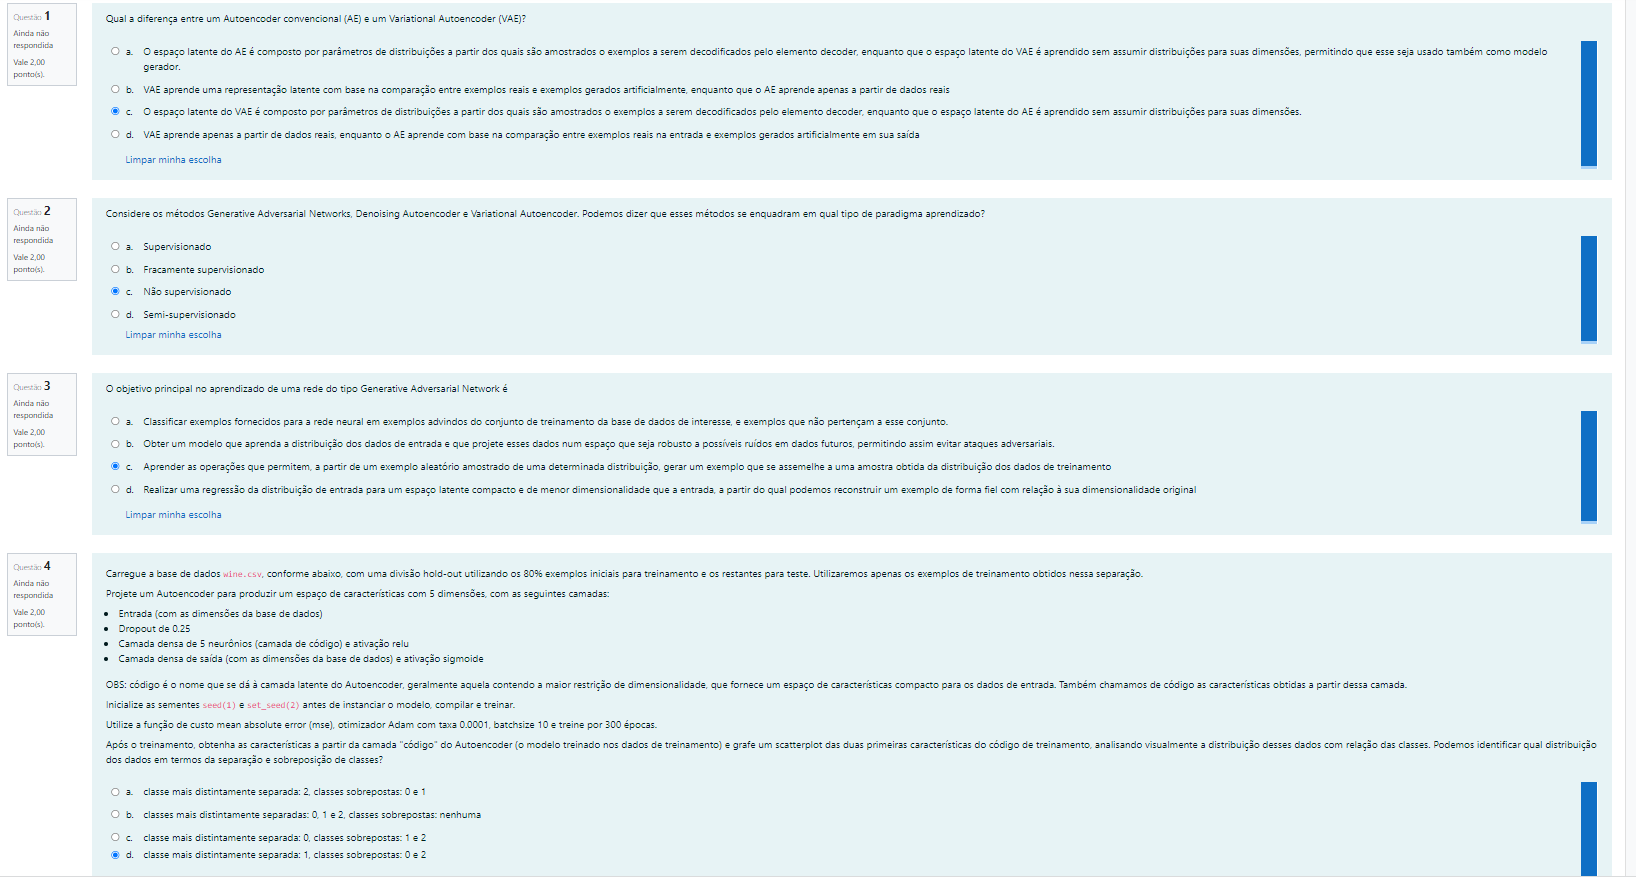 Questão 1
Ainda não
respondida
Vale 2,00
ponto(s).
Qual a diferença entre um Autoencoder convencional (AE) e um Variational Autoencoder (VAE)?
a. O espaço latente do AE é composto por parâmetros de distribuições a partir dos quais são amostrados o exemplos a serem decodificados pelo elemento decoder, enquanto que o espaço latente do VAE é aprendido sem assumir distribuições para suas dimensões, permitindo que esse seja usado também como modelo
gerador.
b. VAE aprende uma representação latente com base na comparação entre exemplos reais e exemplos gerados artificialmente, enquanto que o AE aprende apenas a partir de dados reais
c. O espaço latente do VAE é composto por parâmetros de distribuições a partir dos quais são amostrados o exemplos a serem decodificados pelo elemento decoder, enquanto que o espaço latente do AE é aprendido sem assumir distribuições para suas dimensões.
d. VAE aprende apenas a partir de dados reais, enquanto o AE aprende com base na comparação entre exemplos reais na entrada e exemplos gerados artificialmente em sua saída
Limpar minha escolha
Questão 2
Ainda não
respondida
Vale 2,00
ponto(s).
Considere os métodos Generative Adversarial Networks, Denoising Autoencoder e Variational Autoencoder. Podemos dizer que esses métodos se enquadram em qual tipo de paradigma aprendizado?
a. Supervisionado
b. Fracamente supervisionado
c. Não supervisionado
d. Semi-supervisionado
Limpar minha escolha
Questão 3
Ainda não
respondida
Vale 2,00
ponto(s).
O objetivo principal no aprendizado de uma rede do tipo Generative Adversarial Network é
a. Classificar exemplos fornecidos para a rede neural em exemplos advindos do conjunto de treinamento da base de dados de interesse, e exemplos que não pertençam a esse conjunto.
b. Obter um modelo que aprenda a distribuição dos dados de entrada e que projete esses dados num espaço que seja robusto a possíveis ruídos em dados futuros, permitindo assim evitar ataques adversariais.
c. Aprender as operações que permitem, a partir de um exemplo aleatório amostrado de uma determinada distribuição, gerar um exemplo que se assemelhe a uma amostra obtida da distribuição dos dados de treinamento
d. Realizar uma regressão da distribuição de entrada para um espaço latente compacto e de menor dimensionalidade que a entrada, a partir do qual podemos reconstruir um exemplo de forma fiel com relação à sua dimensionalidade original
Limpar minha escolha
Questão 4
Ainda não
respondida
Vale 2,00
ponto(s).
Carregue a base de dados wine.csv, conforme abaixo, com uma divisão hold-out utilizando os 80% exemplos iniciais para treinamento e os restantes para teste. Utilizaremos apenas os exemplos de treinamento obtidos nessa separação.
Projete um Autoencoder para produzir um espaço de características com 5 dimensões, com as seguintes camadas:
• Entrada (com as dimensões da base de dados)
• Dropout de 0.25
• Camada densa de 5 neurônios (camada de código) e ativação relu
• Camada densa de saída (com as dimensões da base de dados) e ativação sigmoide
OBS: código é o nome que se dá à camada latente do Autoencoder, geralmente aquela contendo a maior restrição de dimensionalidade, que fornece um espaço de características compacto para os dados de entrada. Também chamamos de código as características obtidas a partir dessa camada.
Inicialize as sementes seed(1) e set_seed(2) antes de instanciar o modelo, compilar e treinar.
Utilize a função de custo mean absolute error (mse), otimizador Adam com taxa 0.0001, batchsize 10 e treine por 300 épocas.
Após o treinamento, obtenha as características a partir da camada "código" do Autoencoder (o modelo treinado nos dados de treinamento) e grafe um scatterplot das duas primeiras características do código de treinamento, analisando visualmente a distribuição desses dados com relação das classes. Podemos identificar qual distribuição
dos dados em termos da separação e sobreposição de classes?
a. classe mais distintamente separada: 2, classes sobrepostas: 0 e 1
b. classes mais distintamente separadas: 0, 1 e 2, classes sobrepostas: nenhuma
c. classe mais distintamente separada: 0, classes sobrepostas: 1 e 2
d. classe mais distintamente separada: 1, classes sobrepostas: 0 e 2